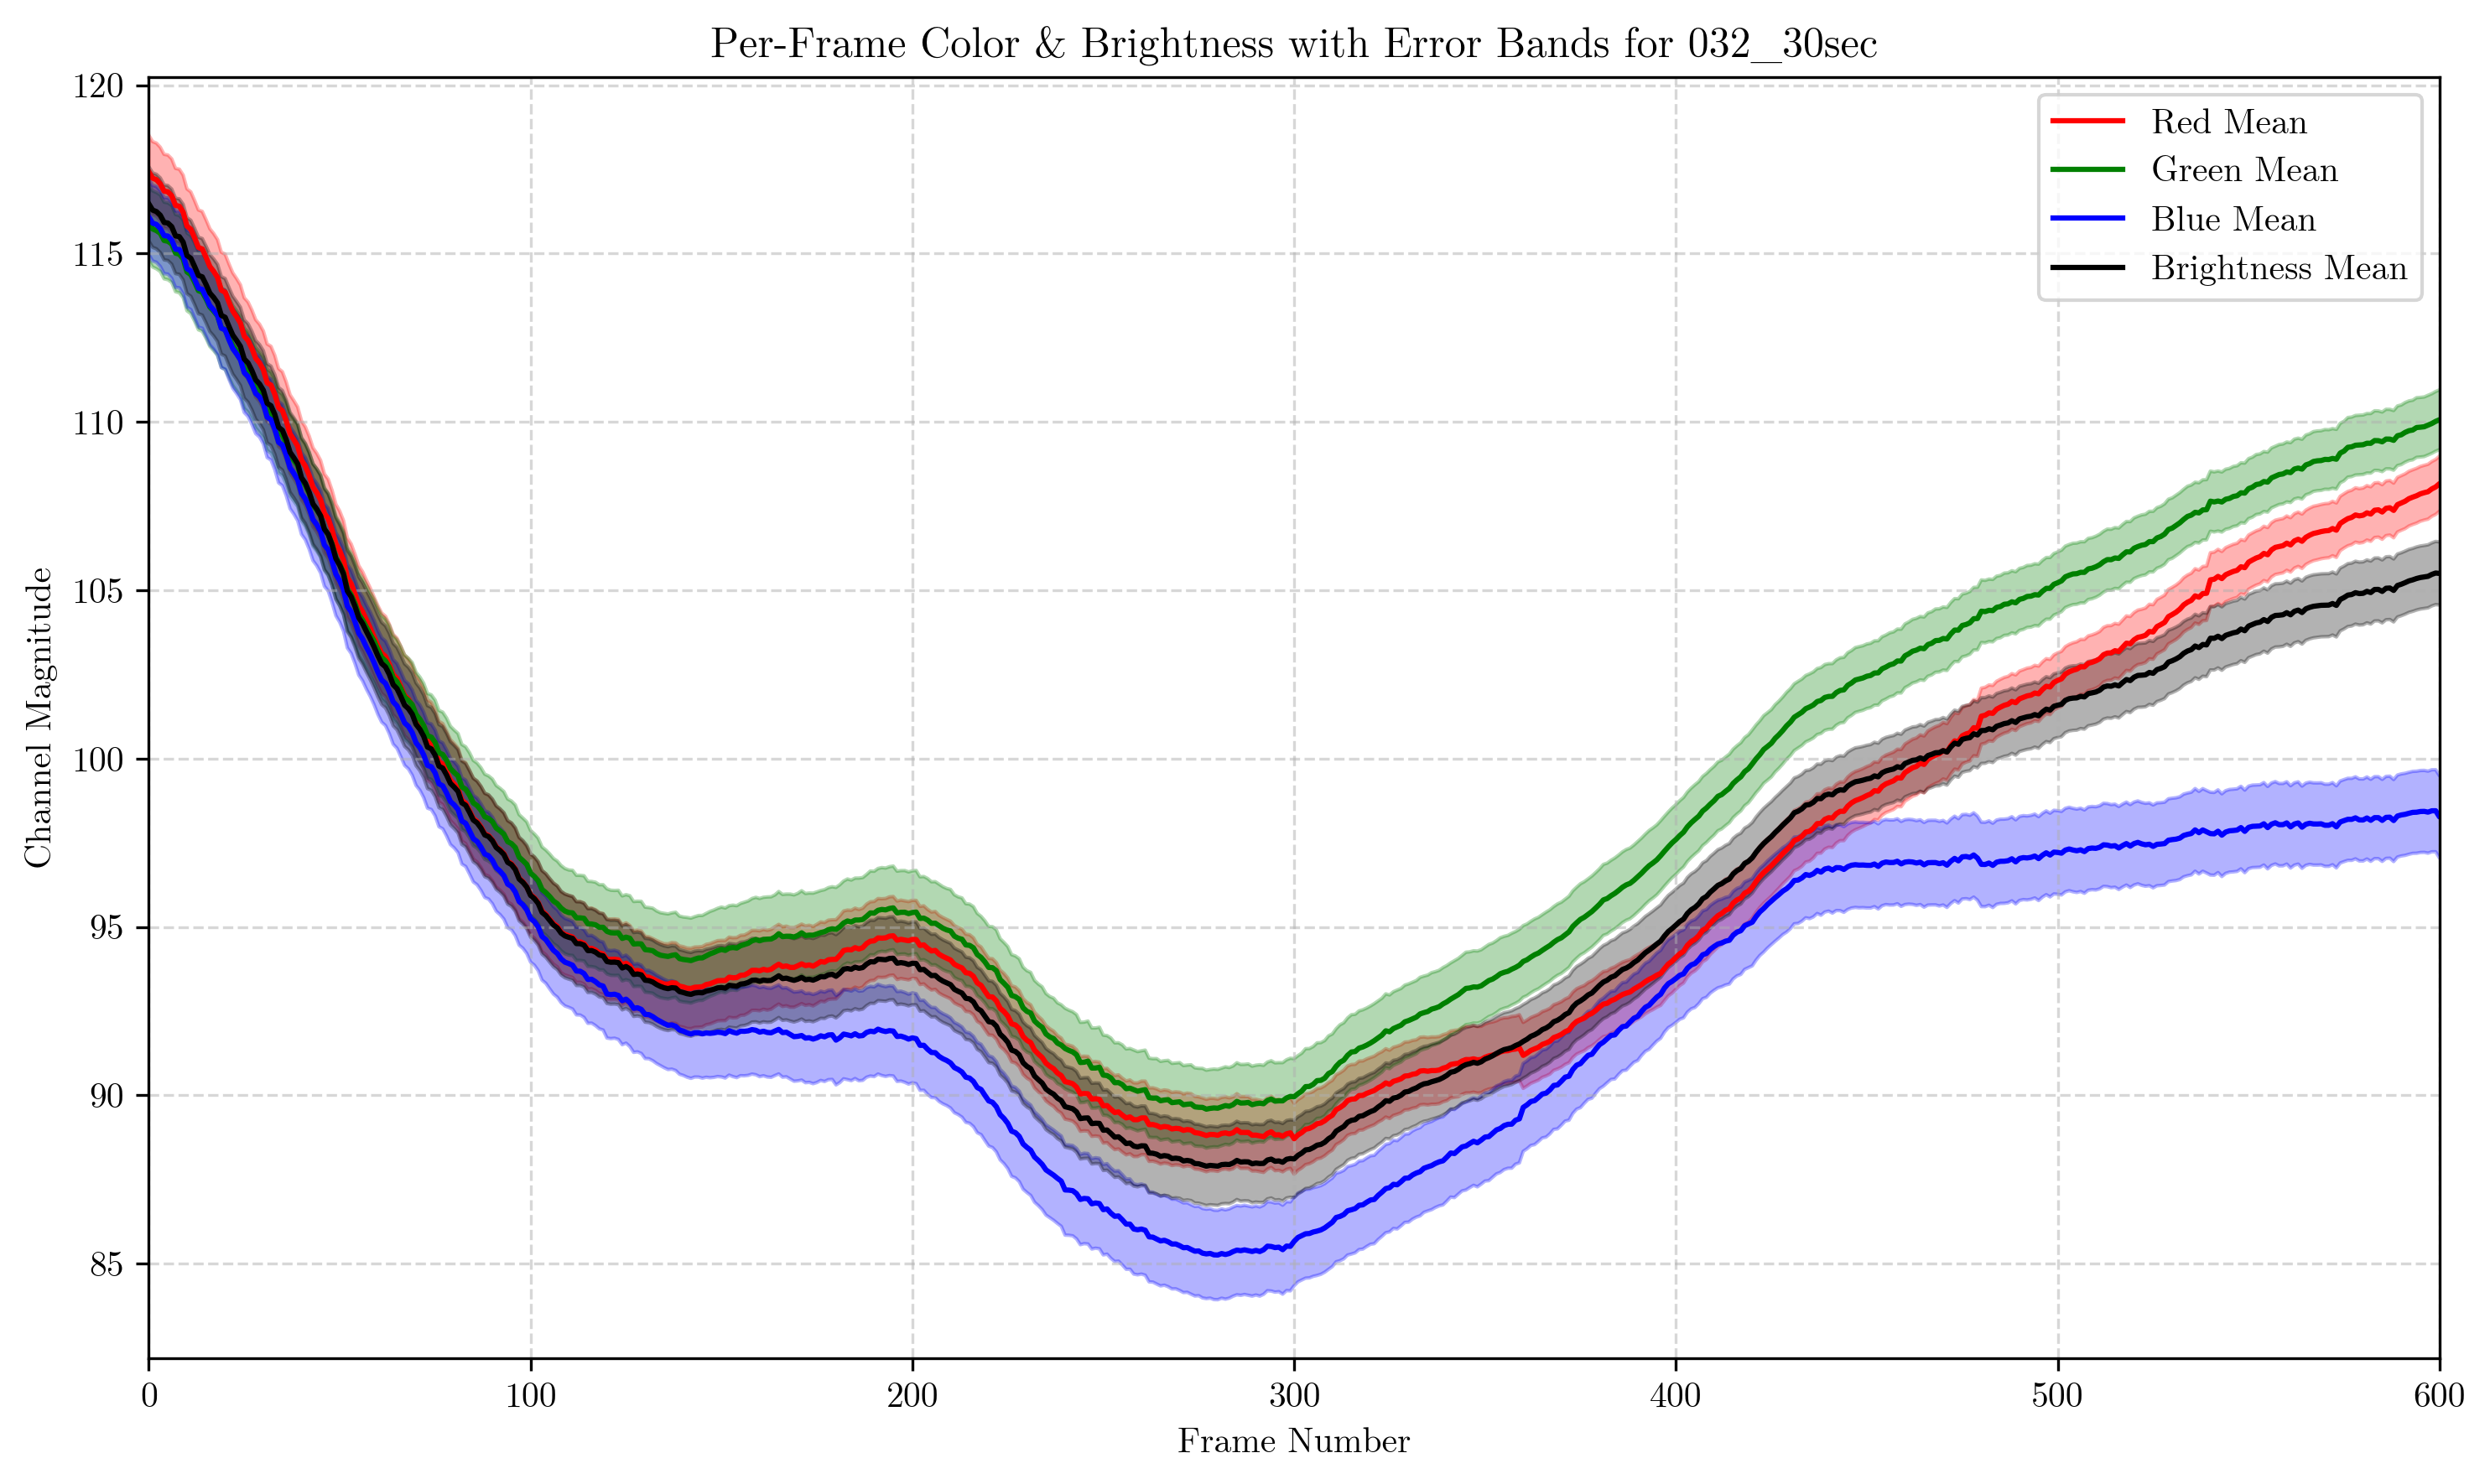 Per-Frame Color & Brightness with Error Bands for 032_30sec
120
115
110
105
100
95
90
85
Channel Magnitude
Red Mean
Green Mean
Blue Mean
Brightness Mean
0 100 200 300 400 500 600
Frame Number